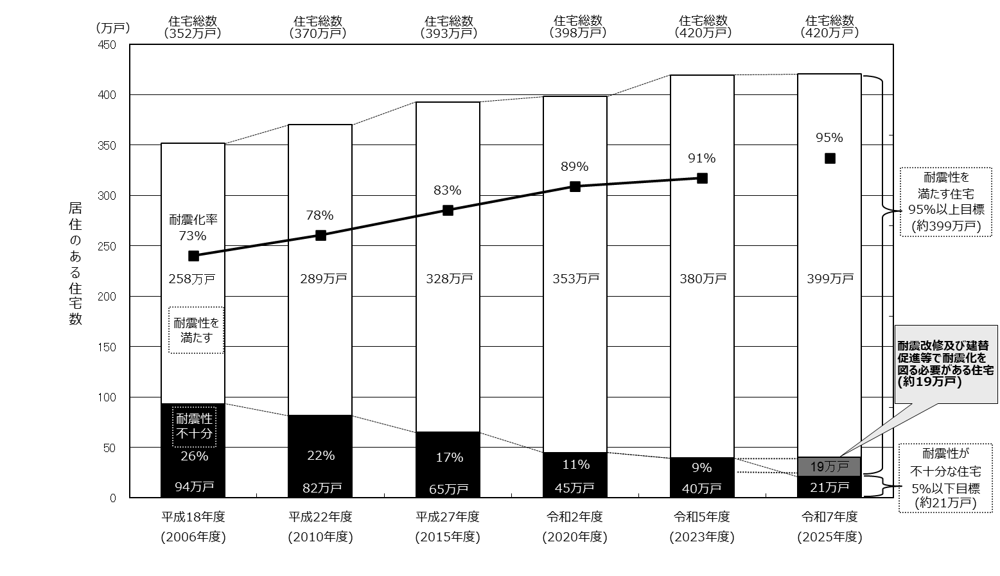 住宅総数 住宅総数 住宅総数 住宅総数 住宅総数 住宅総数
(万戸) (352万戸) (370万戸) (393万戸) (398万戸) (420万戸) (420万戸)
450
400
350
300
250
200
150
100
50
0
居住のある住宅数
耐震化率
73%
78%
83%
89%
91%
95%
258万戸 289万戸 328万戸 353万戸 380万戸 399万戸
耐震性を
満たす
耐震性
不十分
26%
94万戸
22%
82万戸
17%
65万戸
11%
45万戸
9%
40万戸
19万戸
21万戸
平成18年度 平成22年度 平成27年度 令和2年度 令和5年度 令和7年度
(2006年度) (2010年度) (2015年度) (2020年度) (2023年度) (2025年度)
耐震性を
満たす住宅
95%以上目標
(約399万戸)
耐震改修及び建替
促進等で耐震化を
図る必要がある住宅
(約19万戸)
耐震性が
不十分な住宅
5%以下目標
(約21万戸)